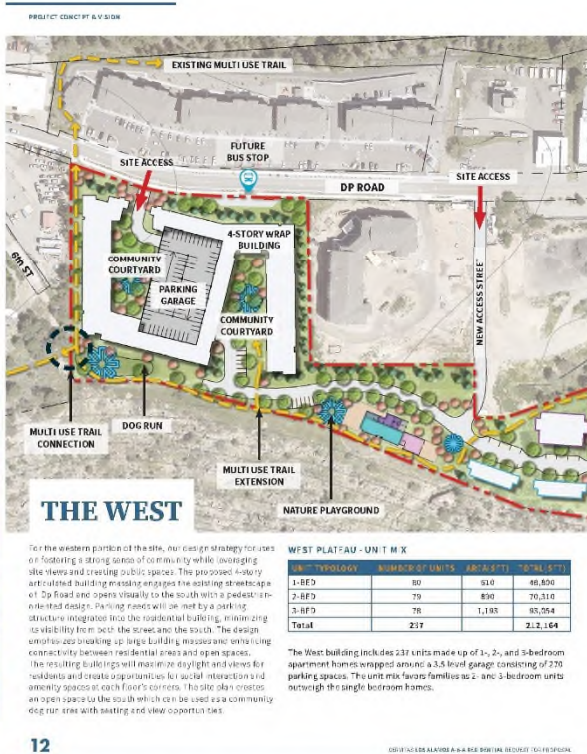 PROJECT CONCEPT & VISION
EXISTING MULTI USE TRAIL
FUTURE
BUS STOP
SITE ACCESS
SITE ACCESS
DP ROAD
4-STORY WRAP
BUILDING
6TH ST
COMMUNITY
COURTYARD
PARKING
GARAGE
COMMUNITY
COURTYARD
NEW ACCESS STREET
MULTI USE TRAIL
CONNECTION
DOG RUN
MULTI USE TRAIL
EXTENSION
NATURE PLAYGROUND
THE WEST
For the western portion of the site, our design strategy focuses
on fostering a strong sense of community while leveraging
site views and creating public spaces. The proposed 4-story
articulated building massing engages the existing streetscape
of Dp Road and opens visually to the south with a pedestrian-
oriented design. Parking needs will be met by a parking
structure integrated into the residential building, minimizing
its visibility from both the street and the south. The design
emphasizes breaking up large building masses and enhancing
connectivity between residential areas and open spaces.
The resulting buildings will maximize daylight and views for
residents and create opportunities for social interaction and
amenity spaces at each floor's corners. The site plan creates
an open space to the south which can be used as a community
dog run area with seating and view opportunities.
WEST PLATEAU - UNIT MIX
UNIT TYPOLOGY NUMBER OF UNITS AREA(SFT) TOTAL(SFT)
1-BED 80 610 48,800
2-BED 79 890 70,310
3-BED 78 1,193 93,054
Total 237 212,164
The West building includes 237 units made up of 1-, 2-, and 3-bedroom
apartment homes wrapped around a 3.5 level garage consisting of 270
parking spaces. The unit mix favors families as 2- and 3-bedroom units
outweigh the single bedroom homes.
12
LOS ALAMOS A-8-A RESIDENTIAL REQUEST FOR PROPOSAL